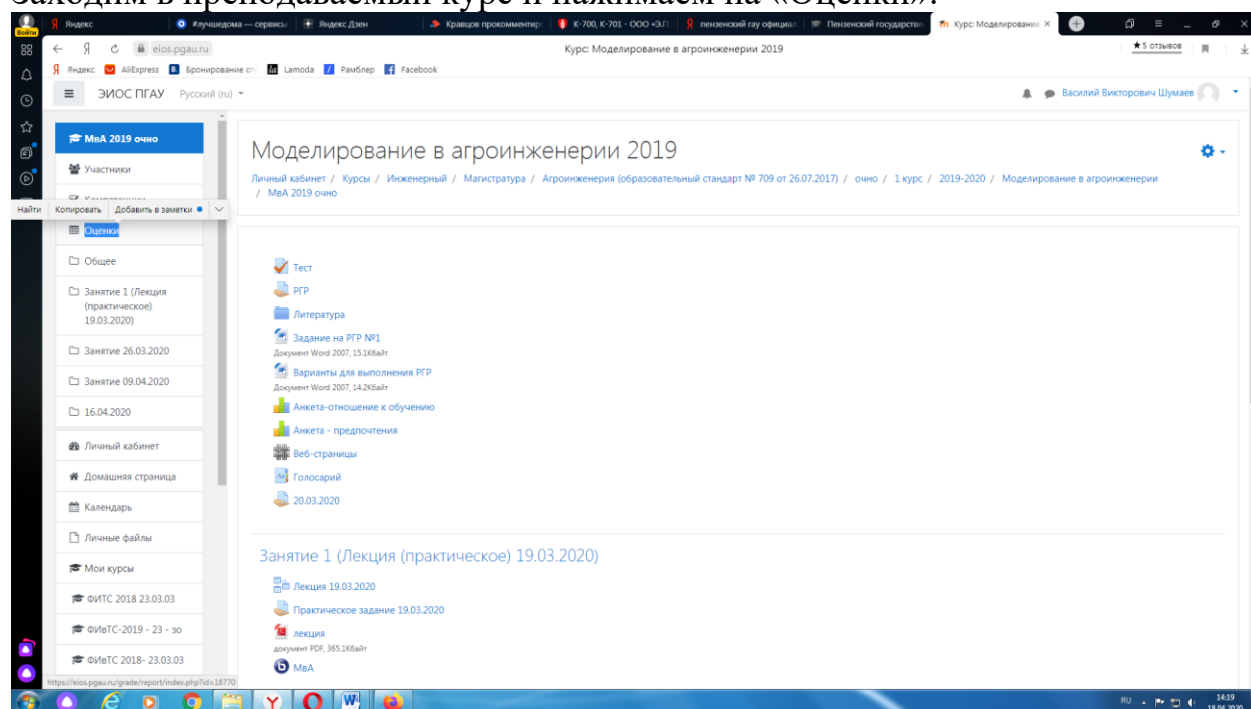 Заходим в преподаваемый курс и нажимаем на «Оценки».
Войти
Яндекс
#лучшедома — сервисы
Яндекс.Дзен
Кравцов прокомментиро
К-700, К-701 - ООО «Э.П.
пензенский гау официал
Пензенский государстве
Курс: Моделирование
eios.pgau.ru
Курс: Моделирование в агроинженерии 2019
★5 отзывов
Яндекс
AliExpress
Бронирование от
Lamoda
Рамблер
Facebook
ЭИОС ПГАУ
Русский (ru)
Василий Викторович Шумаев
МвА 2019 очно
Участники
Компетенции
Найти
Копировать
Добавить в заметки
Оценки
Общее
Занятие 1 (Лекция
(практическое)
19.03.2020)
Занятие 26.03.2020
Занятие 09.04.2020
16.04.2020
Личный кабинет
Домашняя страница
Календарь
Личные файлы
Мои курсы
ФИТС 2018 23.03.03
ФИвТС-2019 - 23 - зо
ФИвТС 2018- 23.03.03
https://eios.pgau.ru/grade/report/index.php?id=18770
Моделирование в агроинженерии 2019
Личный кабинет / Курсы / Инженерный / Магистратура / Агроинженерия (образовательный стандарт № 709 от 26.07.2017) / очно / 1 курс / 2019-2020 / Моделирование в агроинженерии
/ МвА 2019 очно
Тест
РГР
Литература
Задание на РГР №1
Документ Word 2007, 15.1Кбайт
Варианты для выполнения РГР
Документ Word 2007, 14.2Кбайт
Анкета-отношение к обучению
Анкета - предпочтения
Веб-страницы
Голосарий
20.03.2020
Занятие 1 (Лекция (практическое) 19.03.2020)
Лекция 19.03.2020
Практическое задание 19.03.2020
лекция
документ PDF, 365.1Кбайт
МвА
RU
14:19
18.04.2020